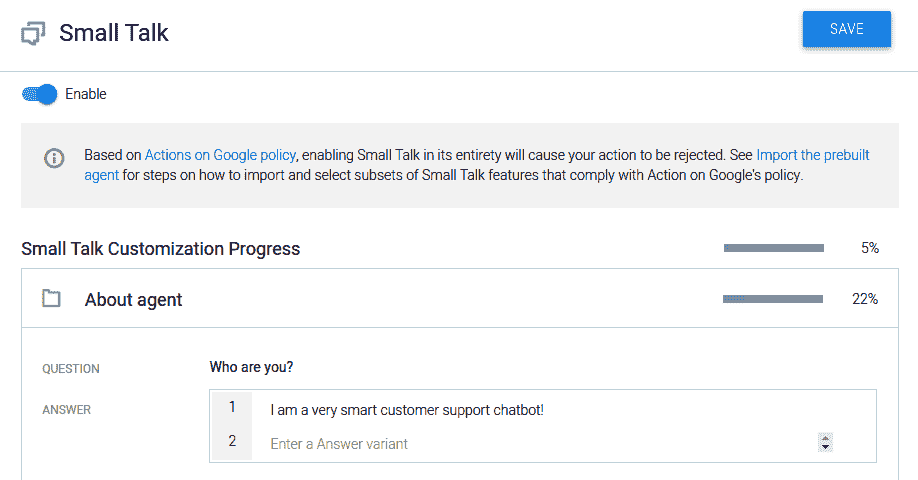 Small Talk
SAVE
Enable
Based on Actions on Google policy, enabling Small Talk in its entirety will cause your action to be rejected. See Import the prebuilt
agent for steps on how to import and select subsets of Small Talk features that comply with Action on Google's policy.
Small Talk Customization Progress
5%
About agent
22%
QUESTION
Who are you?
ANSWER
1
I am a very smart customer support chatbot!
2
Enter a Answer variant